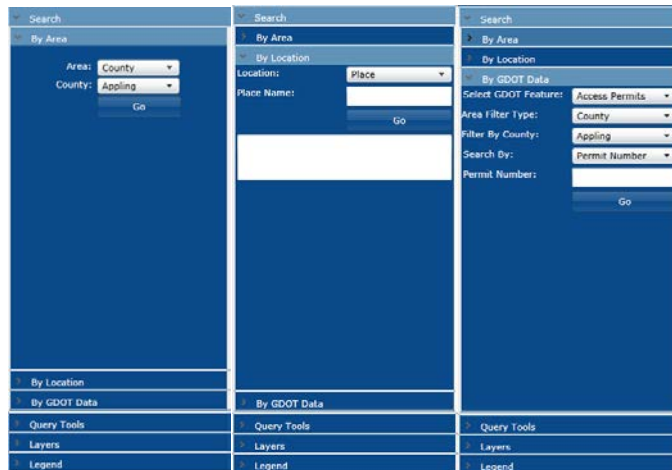 Search
By Area
Area: County
County: Appling
Go
By Location
By GDOT Data
Query Tools
Layers
Legend
Search
By Area
By Location
Location: Place
Place Name:
Go
By GDOT Data
Query Tools
Layers
Legend
Search
By Area
By Location
By GDOT Data
Select GDOT Feature: Access Permits
Area Filter Type: County
Filter By County: Appling
Search By: Permit Number
Permit Number:
Go
Query Tools
Layers
Legend